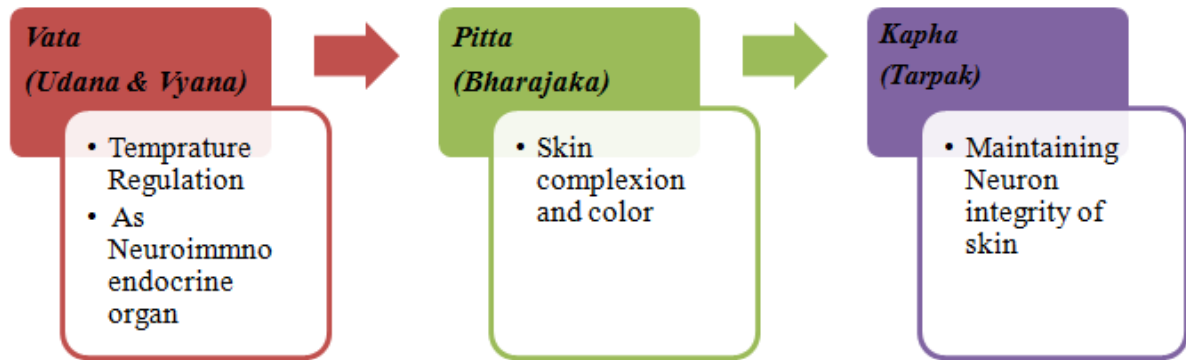 Vata
(Udana & Vyana)
• Temprature
Regulation
• As
Neuroimmno
endocrine
organ
Pitta
(Bharajaka)
• Skin
complexion
and color
Kapha
(Tarpak)
• Maintaining
Neuron
integrity of
skin